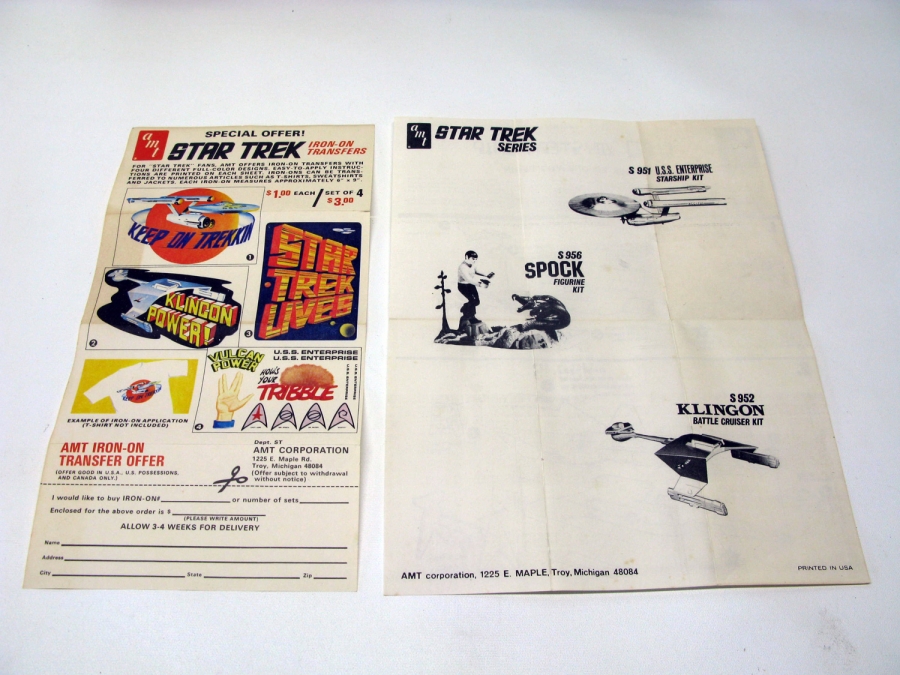 amt
SPECIAL OFFER!
STAR TREK IRON-ON TRANSFERS
FOR "STAR TREK" FANS, AMT OFFERS IRON-ON TRANSFERS WITH
FOUR DIFFERENT FULL-COLOR DESIGNS. EASY-TO-APPLY INSTRUC-
TIONS ARE PRINTED ON EACH SHEET. IRON-ONS CAN BE TRANS-
FERRED TO NUMEROUS ARTICLES SUCH AS T-SHIRTS, SWEATSHIRTS
AND JACKETS. EACH IRON-ON MEASURES APPROXIMATELY
$1.00 EACH / SET OF 4 $3.00
KEEP ON TREKKIN
1
STAR
TREK
LIVES
3
KLINGON
POWER!
2
VULCAN
POWER
HOW'S
YOUR
TRIBBLE
U.S.S. ENTERPRISE
U.S.S. ENTERPRISE
4
EXAMPLE OF IRON-ON APPLICATION
(T-SHIRT NOT INCLUDED)
AMT IRON-ON
TRANSFER OFFER
(OFFER GOOD IN U.S.A., U.S. POSSESSIONS,
AND CANADA ONLY.)
Dept. ST
AMT CORPORATION
1225 E. Maple Rd.
Troy, Michigan 48084
(Offer subject to withdrawal
without notice)
I would like to buy IRON-ON# or number of sets
Enclosed for the above order is $
(PLEASE WRITE AMOUNT)
ALLOW 3-4 WEEKS FOR DELIVERY
Name
Address
City State Zip
amt
STAR TREK
SERIES
S 951 U.S.S. ENTERPRISE
STARSHIP KIT
S 956
SPOCK
FIGURINE
KIT
S 952
KLINGON
BATTLE CRUISER KIT
AMT corporation, 1225 E. MAPLE, Troy, Michigan 48084
PRINTED IN USA